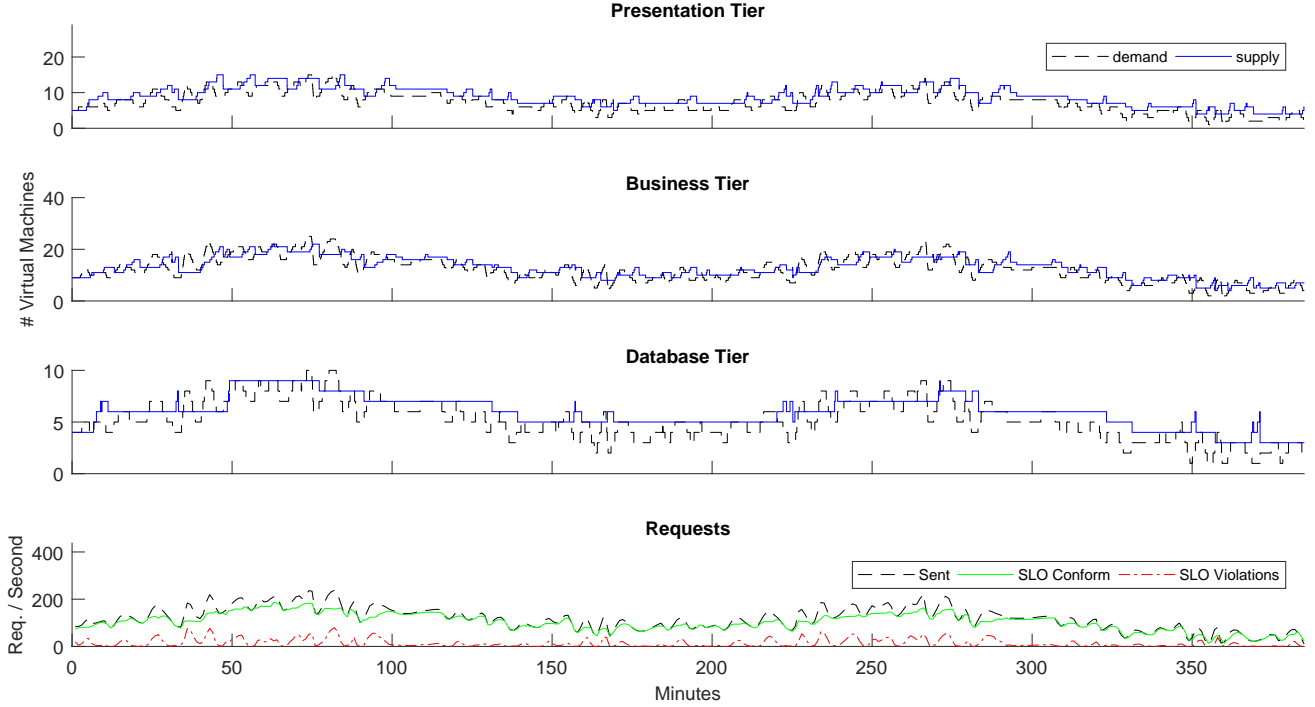 Presentation Tier
20
10
0
demand
supply
Business Tier
40
20
0
# Virtual Machines
Database Tier
10
5
0
Requests
400
200
0
Req. / Second
Sent
SLO Conform
SLO Violations
0
50
100
150
200
250
300
350
Minutes